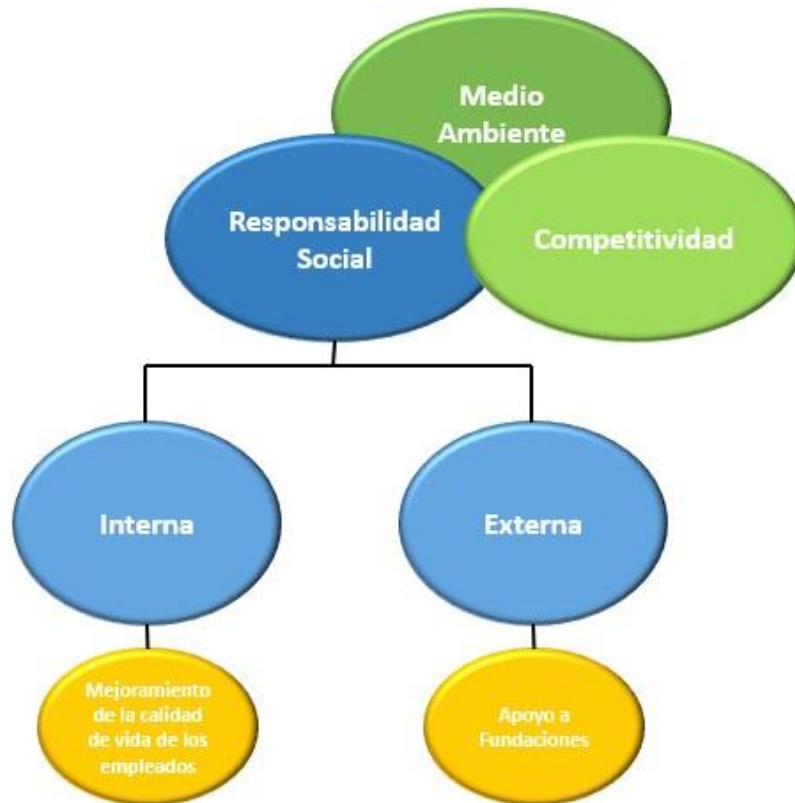 Medio
Ambiente
Responsabilidad
Social
Competitividad
Interna
Externa
Mejoramiento
de la calidad
de vida de los
empleados
Apoyo a
Fundaciones